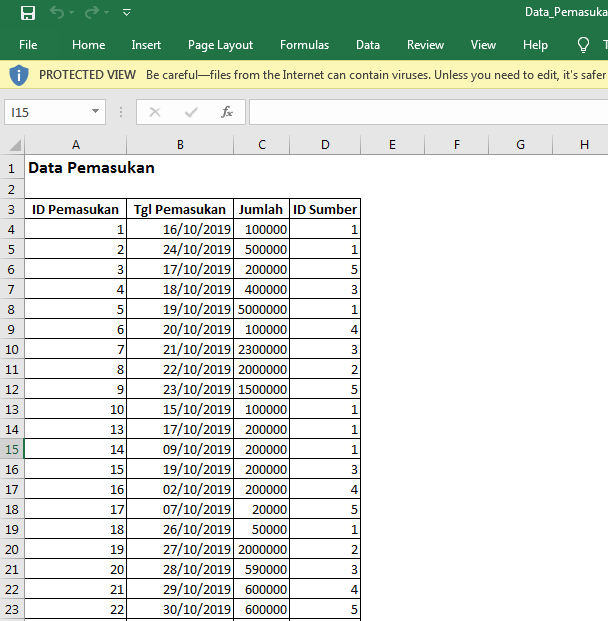 Data_Pemasuka
File Home Insert Page Layout Formulas Data Review View Help T
PROTECTED VIEW Be careful—files from the Internet can contain viruses. Unless you need to edit, it's safer
I15 fx
A B C D E F G H
1 Data Pemasukan
2
3 ID Pemasukan Tgl Pemasukan Jumlah ID Sumber
4 1 16/10/2019 100000 1
5 2 24/10/2019 500000 1
6 3 17/10/2019 200000 5
7 4 18/10/2019 400000 3
8 5 19/10/2019 5000000 1
9 6 20/10/2019 100000 4
10 7 21/10/2019 2300000 3
11 8 22/10/2019 2000000 2
12 9 23/10/2019 1500000 5
13 10 15/10/2019 100000 1
14 13 17/10/2019 200000 1
15 14 09/10/2019 200000 1
16 15 19/10/2019 200000 3
17 16 02/10/2019 200000 4
18 17 07/10/2019 20000 5
19 18 26/10/2019 50000 1
20 19 27/10/2019 2000000 2
21 20 28/10/2019 590000 3
22 21 29/10/2019 600000 4
23 22 30/10/2019 600000 5